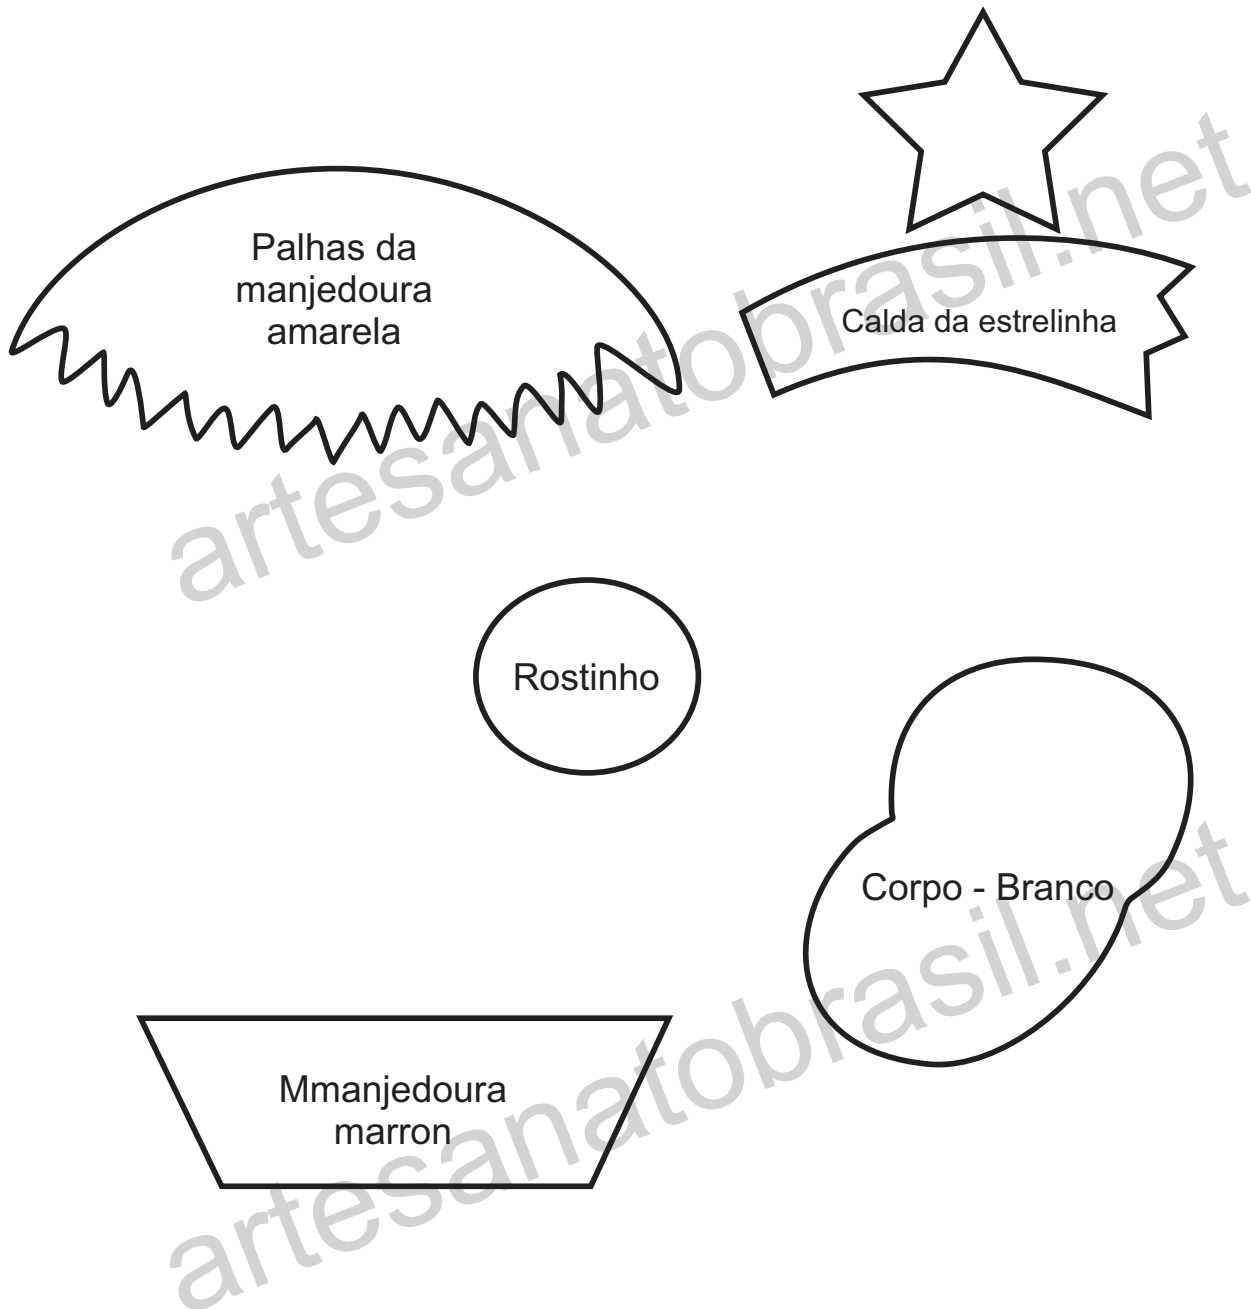 Palhas da
manjedoura
amarela
Calda da estrelinha
artesanatobrasil.net
Rostinho
Corpo - Branco
Mmanjedoura
marron
artesanatobrasil.net